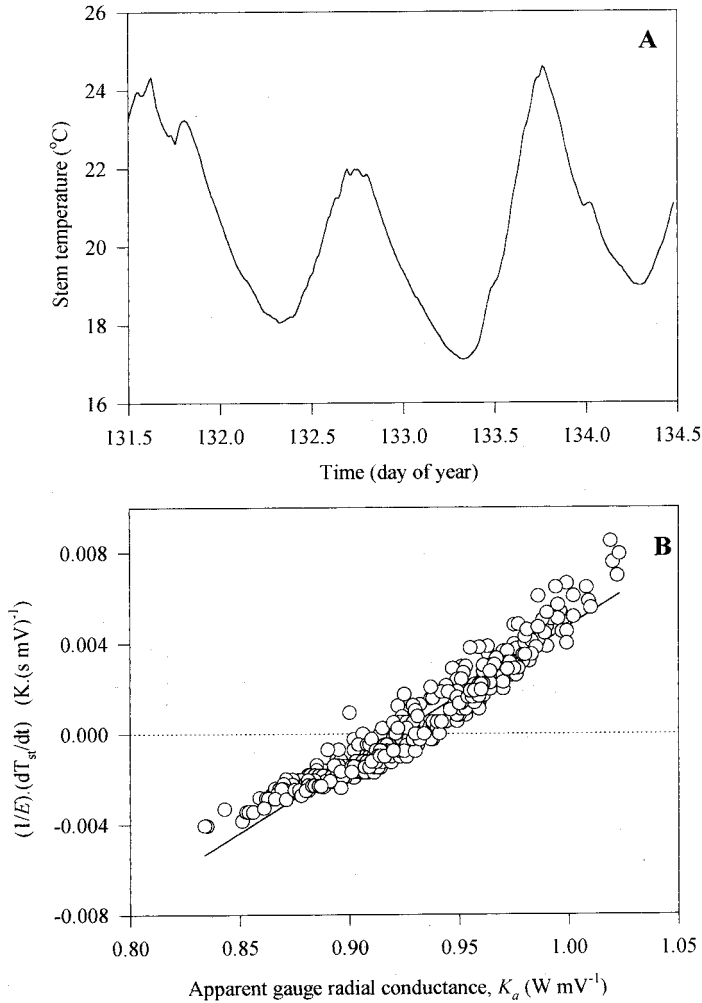 A
26
24
22
20
18
16
Stem temperature (°C)
131.5 132.0 132.5 133.0 133.5 134.0 134.5
Time (day of year)
B
0.008
0.004
0.000
-0.004
-0.008
(1/E).(dT_st/dt) (K.(s mV)^-1)
0.80 0.85 0.90 0.95 1.00 1.05
Apparent gauge radial conductance, K_a (W mV^-1)